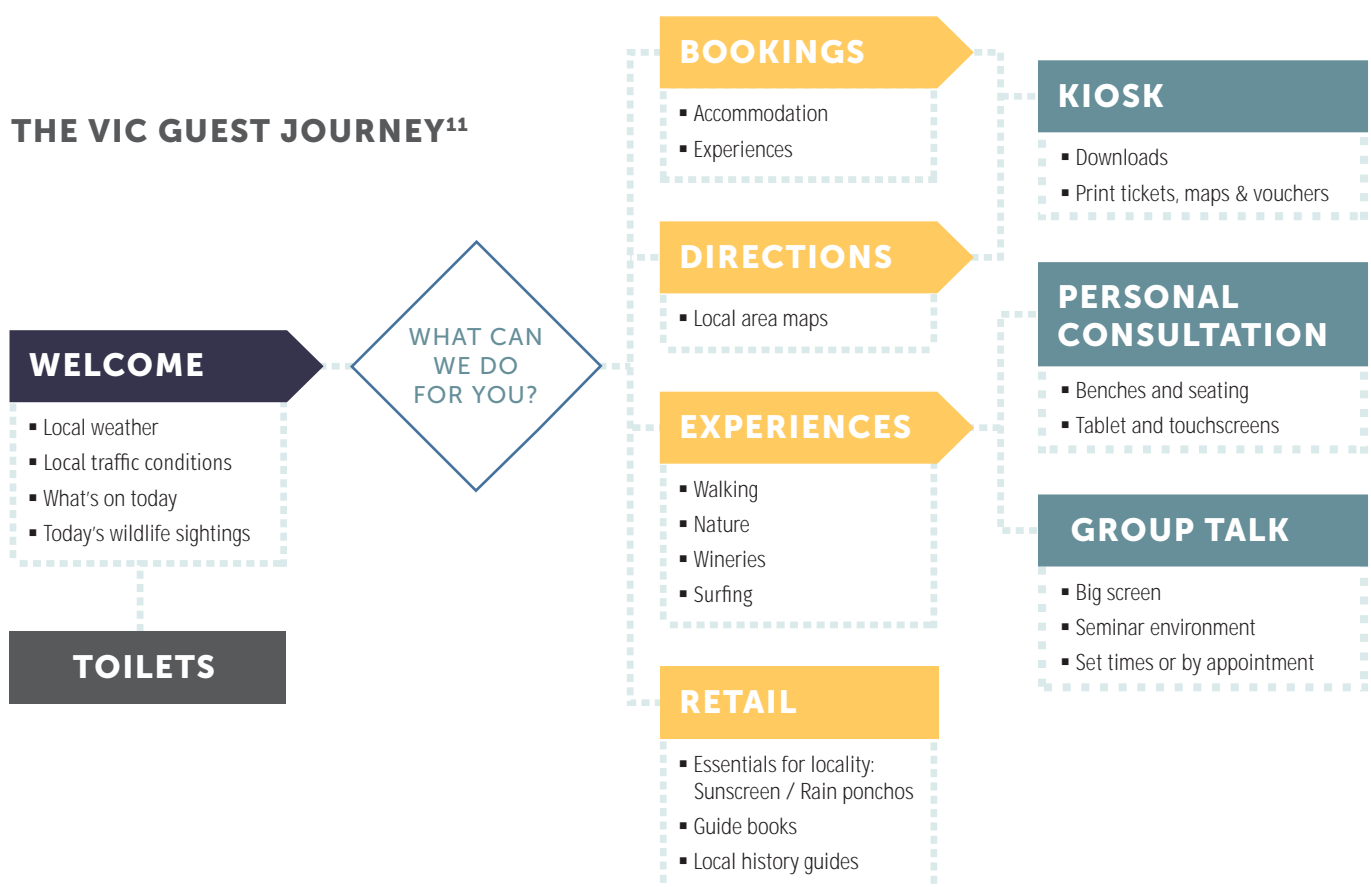 THE VIC GUEST JOURNEY11
WELCOME
▪ Local weather
▪ Local traffic conditions
▪ What's on today
▪ Today's wildlife sightings
TOILETS
WHAT CAN
WE DO
FOR YOU?
BOOKINGS
▪ Accommodation
▪ Experiences
DIRECTIONS
▪ Local area maps
EXPERIENCES
▪ Walking
▪ Nature
▪ Wineries
▪ Surfing
RETAIL
▪ Essentials for locality:
Sunscreen / Rain ponchos
▪ Guide books
▪ Local history guides
KIOSK
▪ Downloads
▪ Print tickets, maps & vouchers
PERSONAL
CONSULTATION
▪ Benches and seating
▪ Tablet and touchscreens
GROUP TALK
▪ Big screen
▪ Seminar environment
▪ Set times or by appointment